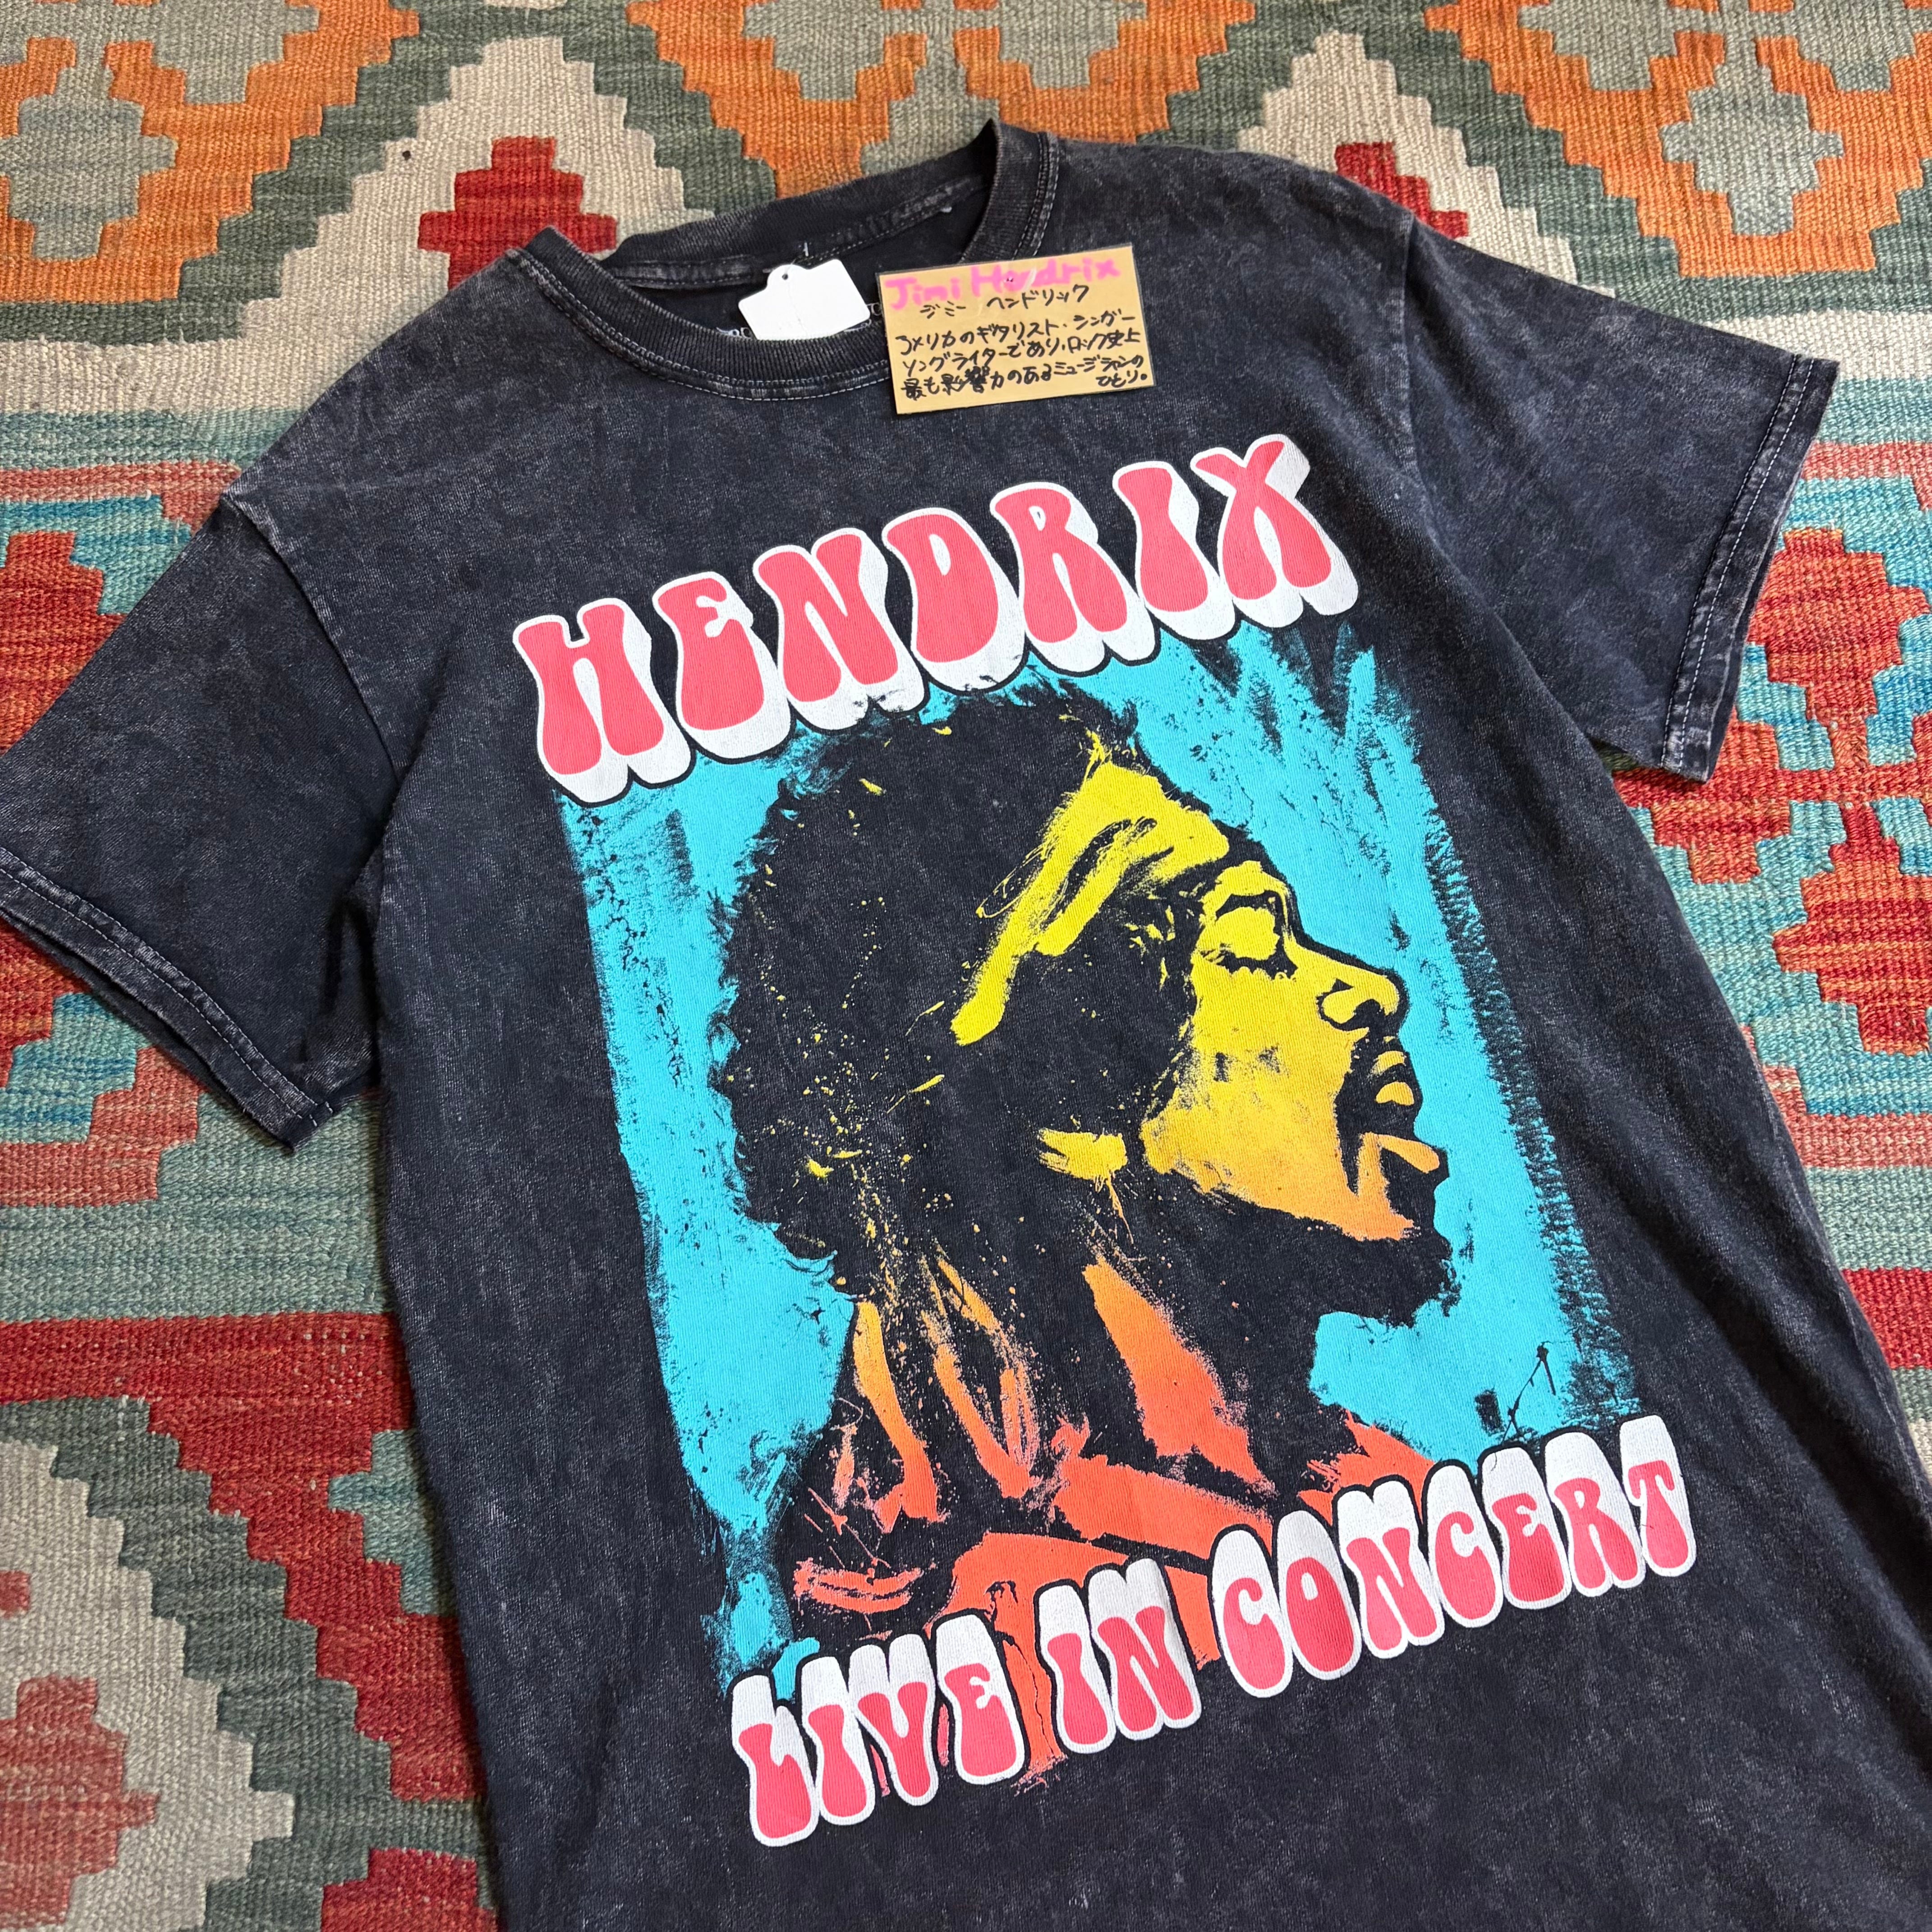 Jimi Hendrix
ジミー ヘンドリック
アメリカのギタリスト・シンガー
ソングライターであり、ロック史上
最も影響力のあるミュージシャンの
ひとり。
HENDRIX
LIVE IN CONCERT